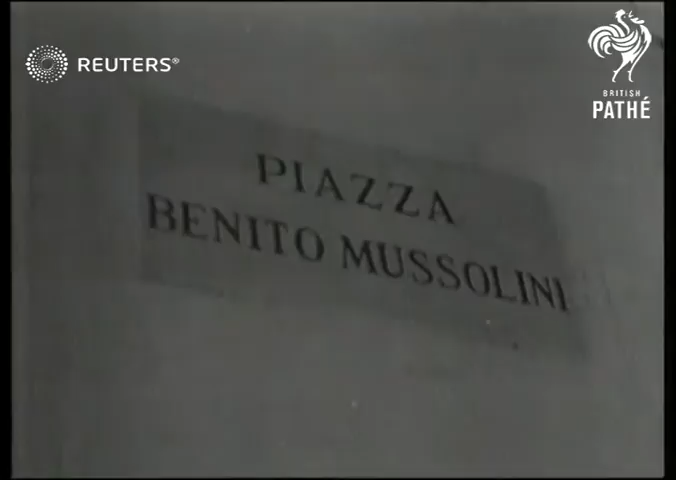 REUTERS®
BRITISH
PATHÉ
PIAZZA
BENITO MUSSOLINI